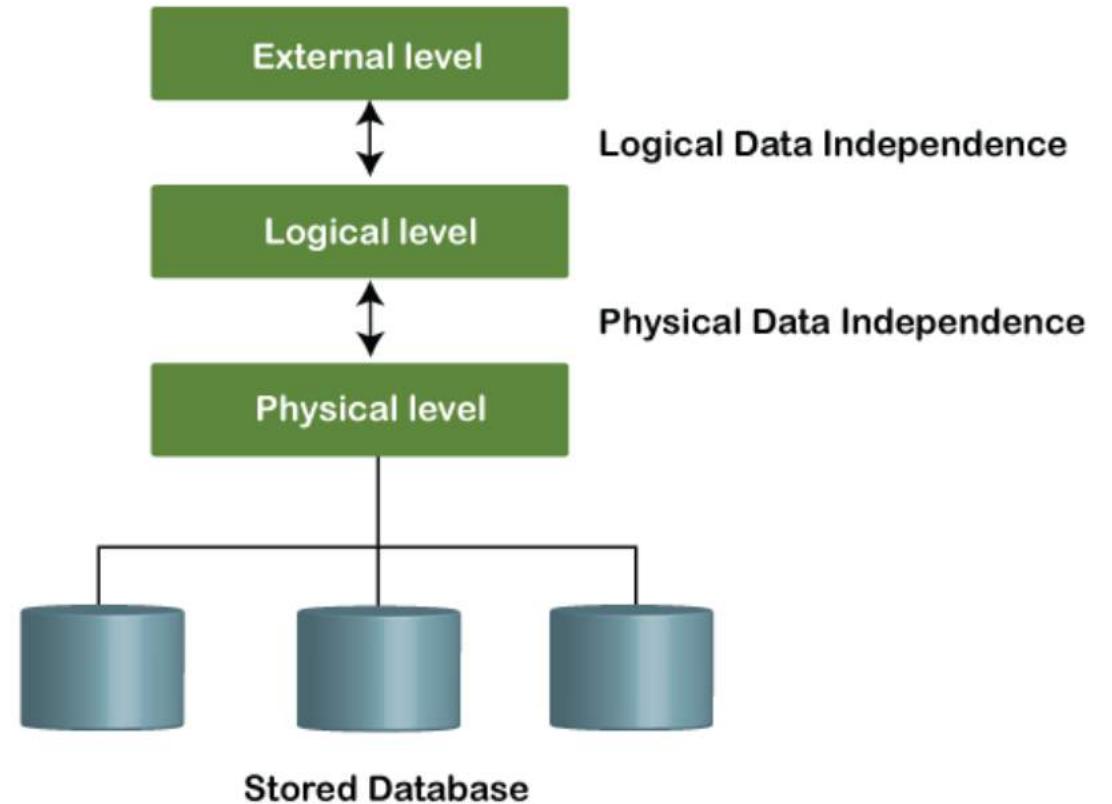 External level
Logical Data Independence
Logical level
Physical Data Independence
Physical level
Stored Database